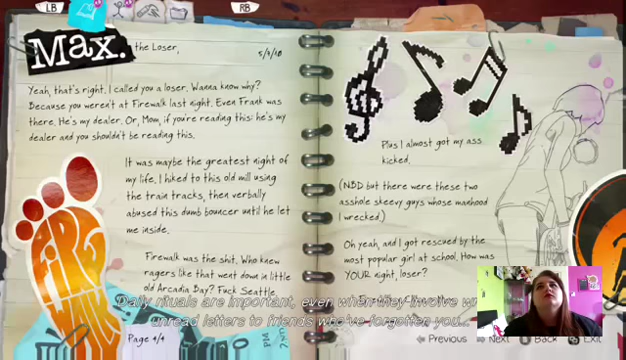 LB
RB
Max.
the Loser,
5/7/10
Yeah, that's right. I called you a loser. Wanna know why?
Because you weren't at Firewalk last night. Even Frank was
there. He's my dealer. Or, Mom, if you're reading this: he's my
dealer and you shouldn't be reading this.
It was maybe the greatest night of
my life. I hiked to this old mill using
the train tracks, then verbally
abused this dumb bouncer until he let
me inside.
Firewalk was the shit. Who knew
ragers like that went down in little
old Arcadia Bay? Fuck Seattle.
FIRE
WALK
Plus I almost got my ass
kicked.
(NBD but there were these two
asshole skeevy guys whose manhood
I wrecked)
Oh yeah, and I got rescued by the
most popular girl at school. How was
YOUR night, loser?
Daily rituals are important, even when they involve
unread letters to friends who've forgotten you...
Page 4/4
Previous
Next
Back
Exit